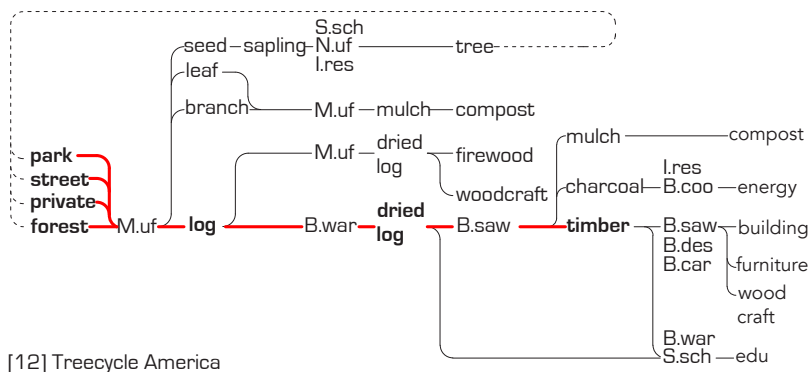 S.sch
seed sapling N.uf tree
I.res
leaf
branch M.uf mulch compost
M.uf dried log firewood
woodcraft
mulch compost
I.res
charcoal B.coo energy
park
street
private
forest M.uf log B.war dried log B.saw timber B.saw building
B.des
B.car furniture
wood craft
B.war
S.sch edu
[12] Treecycle America